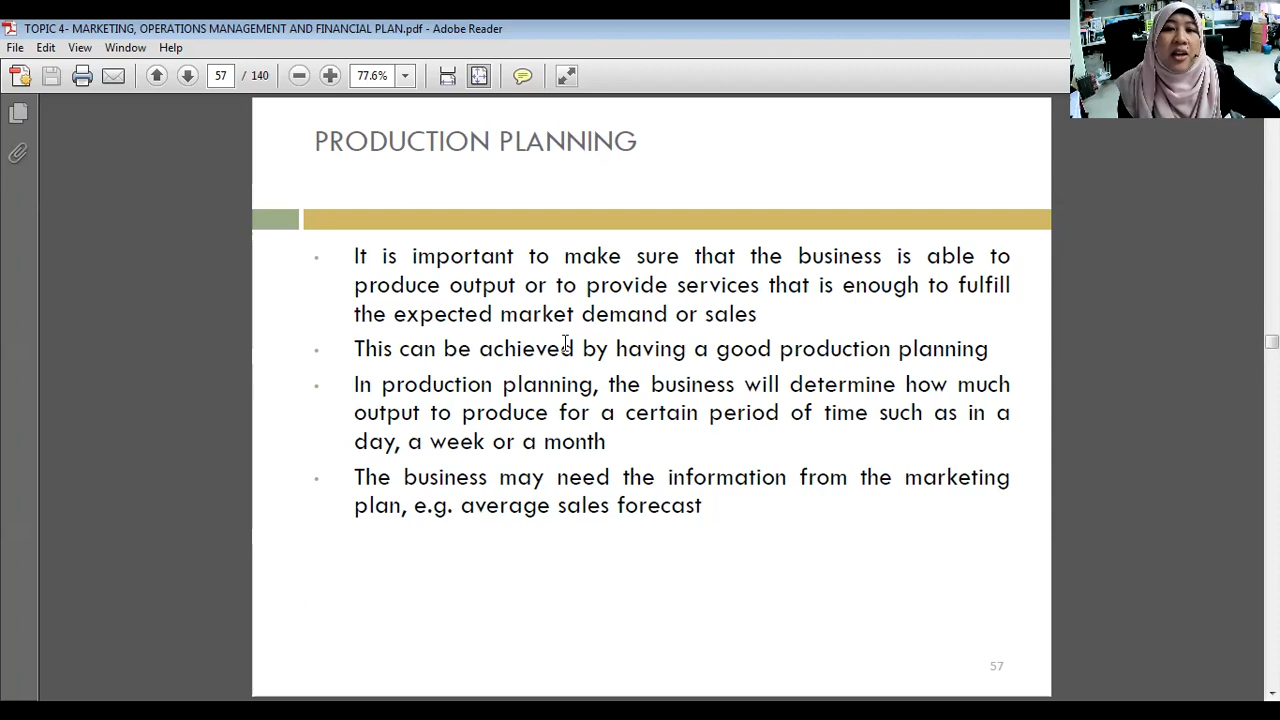 TOPIC 4- MARKETING, OPERATIONS MANAGEMENT AND FINANCIAL PLAN.pdf - Adobe Reader
File Edit View Window Help
57 / 140 77.6%
PRODUCTION PLANNING
• It is important to make sure that the business is able to
produce output or to provide services that is enough to fulfill
the expected market demand or sales
• This can be achieved by having a good production planning
• In production planning, the business will determine how much
output to produce for a certain period of time such as in a
day, a week or a month
• The business may need the information from the marketing
plan, e.g. average sales forecast
57